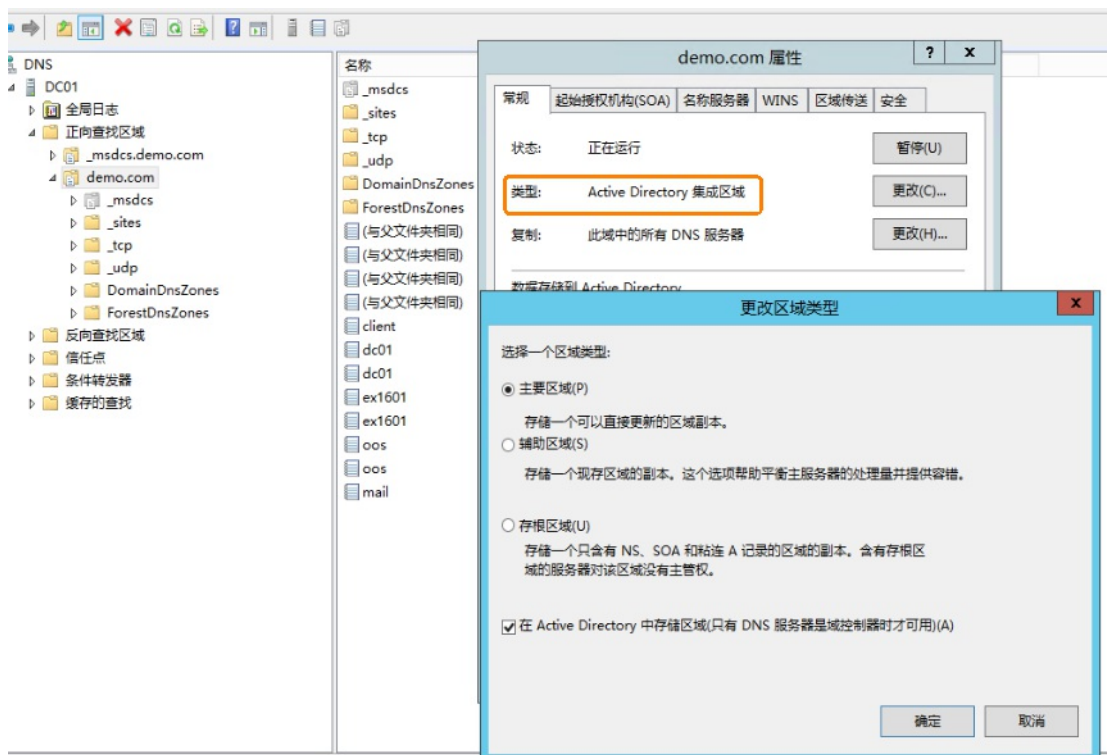 DNS
DC01
全局日志
正向查找区域
_msdcs.demo.com
demo.com
_msdcs
_sites
_tcp
_udp
DomainDnsZones
ForestDnsZones
反向查找区域
信任点
条件转发器
缓存的查找
名称
_msdcs
_sites
_tcp
_udp
DomainDnsZones
ForestDnsZones
(与父文件夹相同)
(与父文件夹相同)
(与父文件夹相同)
(与父文件夹相同)
client
dc01
dc01
ex1601
ex1601
oos
oos
mail
demo.com 属性
? x
常规 起始授权机构(SOA) 名称服务器 WINS 区域传送 安全
状态: 正在运行 暂停(U)
类型: Active Directory 集成区域 更改(C)...
复制: 此域中的所有 DNS 服务器 更改(H)...
数据存储到 Active Directory
更改区域类型 x
选择一个区域类型:
主要区域(P)
存储一个可以直接更新的区域副本。
辅助区域(S)
存储一个现存区域的副本。这个选项帮助平衡主服务器的处理量并提供容错。
存根区域(U)
存储一个只含有 NS、SOA 和粘连 A 记录的区域的副本。含有存根区
域的服务器对该区域没有主管权。
在 Active Directory 中存储区域(只有 DNS 服务器是域控制器时才可用)(A)
确定 取消